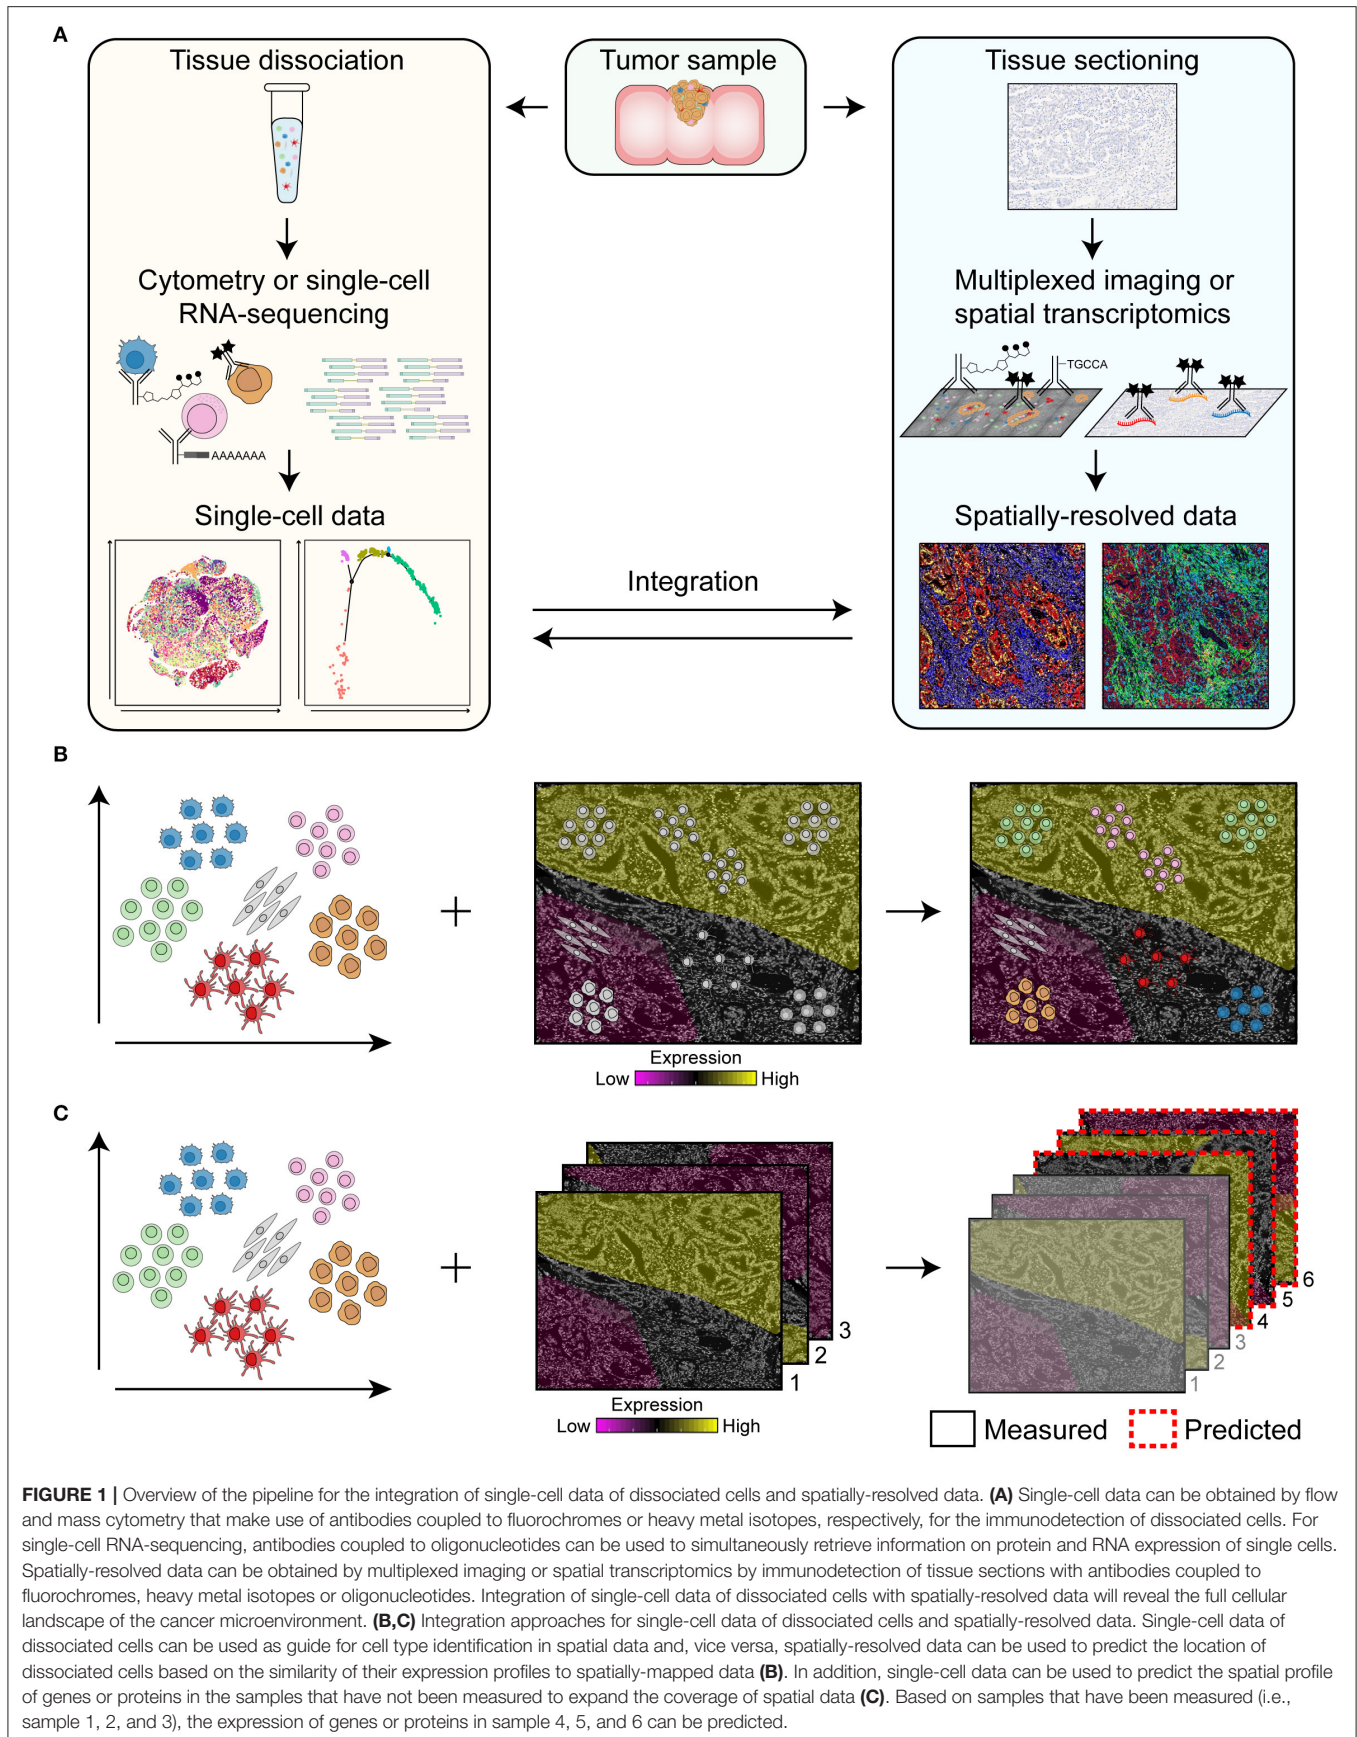 A
Tissue dissociation
Tumor sample
Tissue sectioning
Cytometry or single-cell
RNA-sequencing
Multiplexed imaging or
spatial transcriptomics
TGCCA
AAAAAAA
Single-cell data
Spatially-resolved data
Integration
B
+
Expression
Low
High
C
+
3
2
1
6
5
4
3
2
1
Expression
Low
High
Measured
Predicted
FIGURE 1 | Overview of the pipeline for the integration of single-cell data of dissociated cells and spatially-resolved data. (A) Single-cell data can be obtained by flow
and mass cytometry that make use of antibodies coupled to fluorochromes or heavy metal isotopes, respectively, for the immunodetection of dissociated cells. For
single-cell RNA-sequencing, antibodies coupled to oligonucleotides can be used to simultaneously retrieve information on protein and RNA expression of single cells.
Spatially-resolved data can be obtained by multiplexed imaging or spatial transcriptomics by immunodetection of tissue sections with antibodies coupled to
fluorochromes, heavy metal isotopes or oligonucleotides. Integration of single-cell data of dissociated cells with spatially-resolved data will reveal the full cellular
landscape of the cancer microenvironment. (B,C) Integration approaches for single-cell data of dissociated cells and spatially-resolved data. Single-cell data of
dissociated cells can be used as guide for cell type identification in spatial data and, vice versa, spatially-resolved data can be used to predict the location of
dissociated cells based on the similarity of their expression profiles to spatially-mapped data (B). In addition, single-cell data can be used to predict the spatial profile
of genes or proteins in the samples that have not been measured to expand the coverage of spatial data (C). Based on samples that have been measured (i.e.,
sample 1, 2, and 3), the expression of genes or proteins in sample 4, 5, and 6 can be predicted.